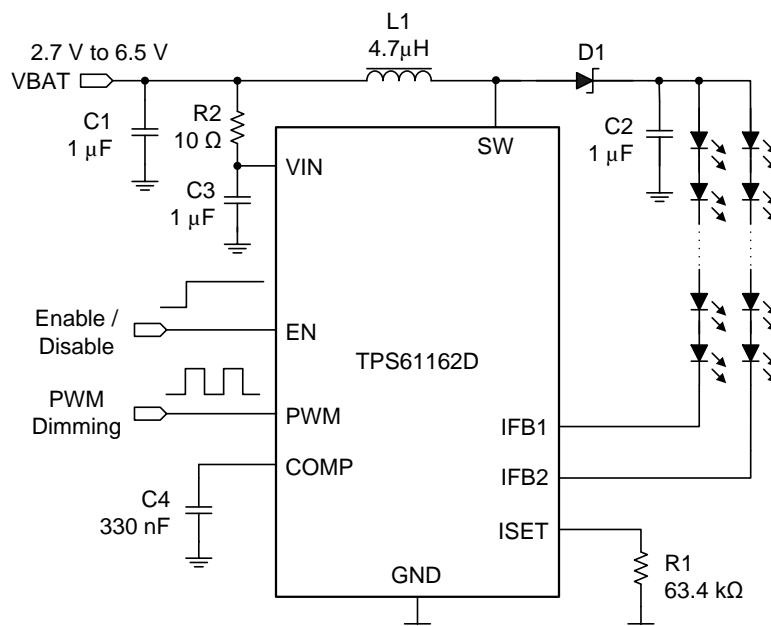 L1
4.7μH
2.7 V to 6.5 V
VBAT
D1
C1
1 μF
R2
10 Ω
C2
1 μF
SW
VIN
C3
1 μF
Enable /
Disable
EN
TPS61162D
PWM
Dimming
PWM
IFB1
COMP
IFB2
C4
330 nF
ISET
R1
63.4 kΩ
GND